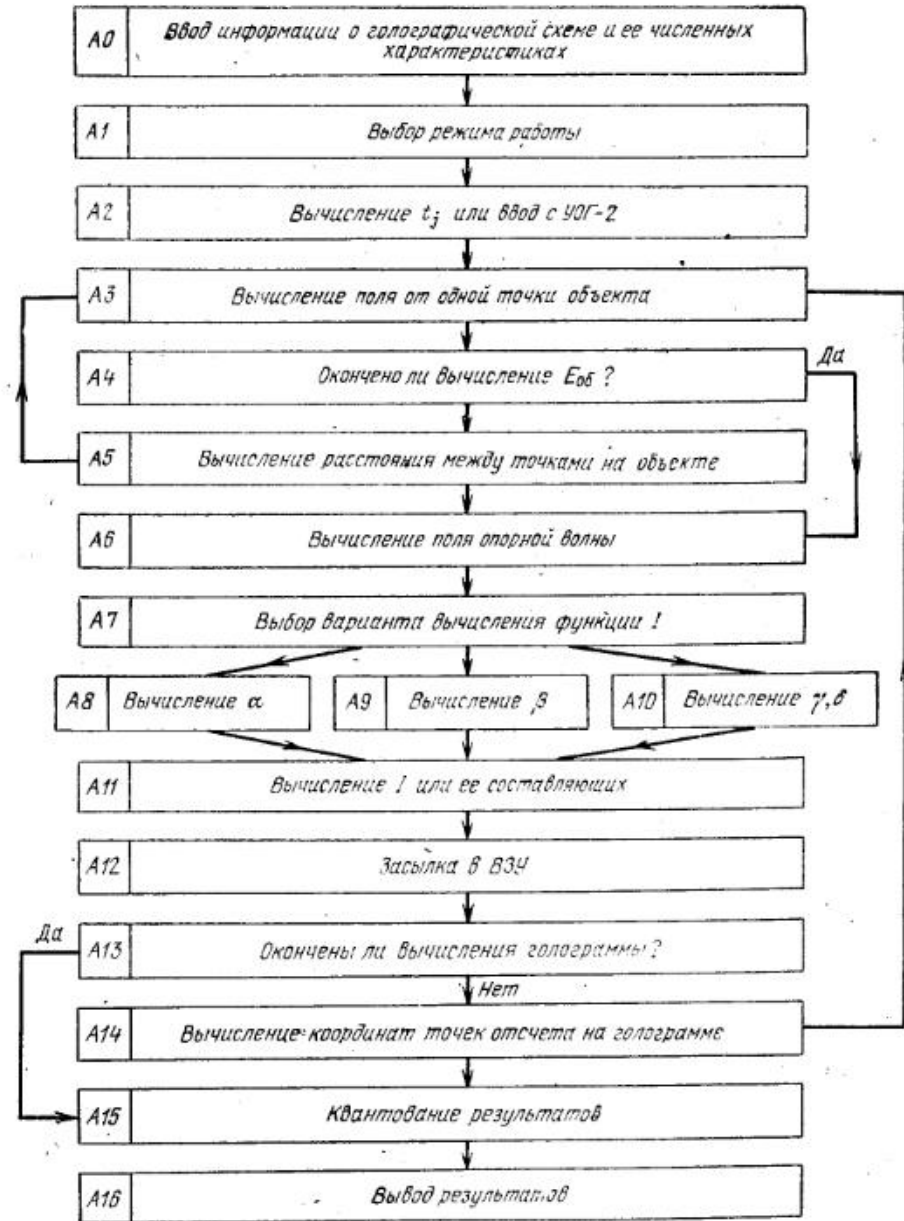 A0
Ввод информации о голографической схеме и ее численных
характеристиках
A1
Выбор режима работы
A2
Вычисление tj или ввод с УОГ-2
A3
Вычисление поля от одной точки объекта
A4
Окончено ли вычисление Eоб ?
Да
A5
Вычисление расстояния между точками на объекте
A6
Вычисление поля опорной волны
A7
Выбор варианта вычисления функции I
A8
Вычисление α
A9
Вычисление β
A10
Вычисление γ, в
A11
Вычисление I или ее составляющих
A12
Засылка в ВЗУ
Да
A13
Окончены ли вычисления голограммы?
Нет
A14
Вычисление координат точек отсчета на голограмме
A15
Квантование результатов
A16
Вывод результатов